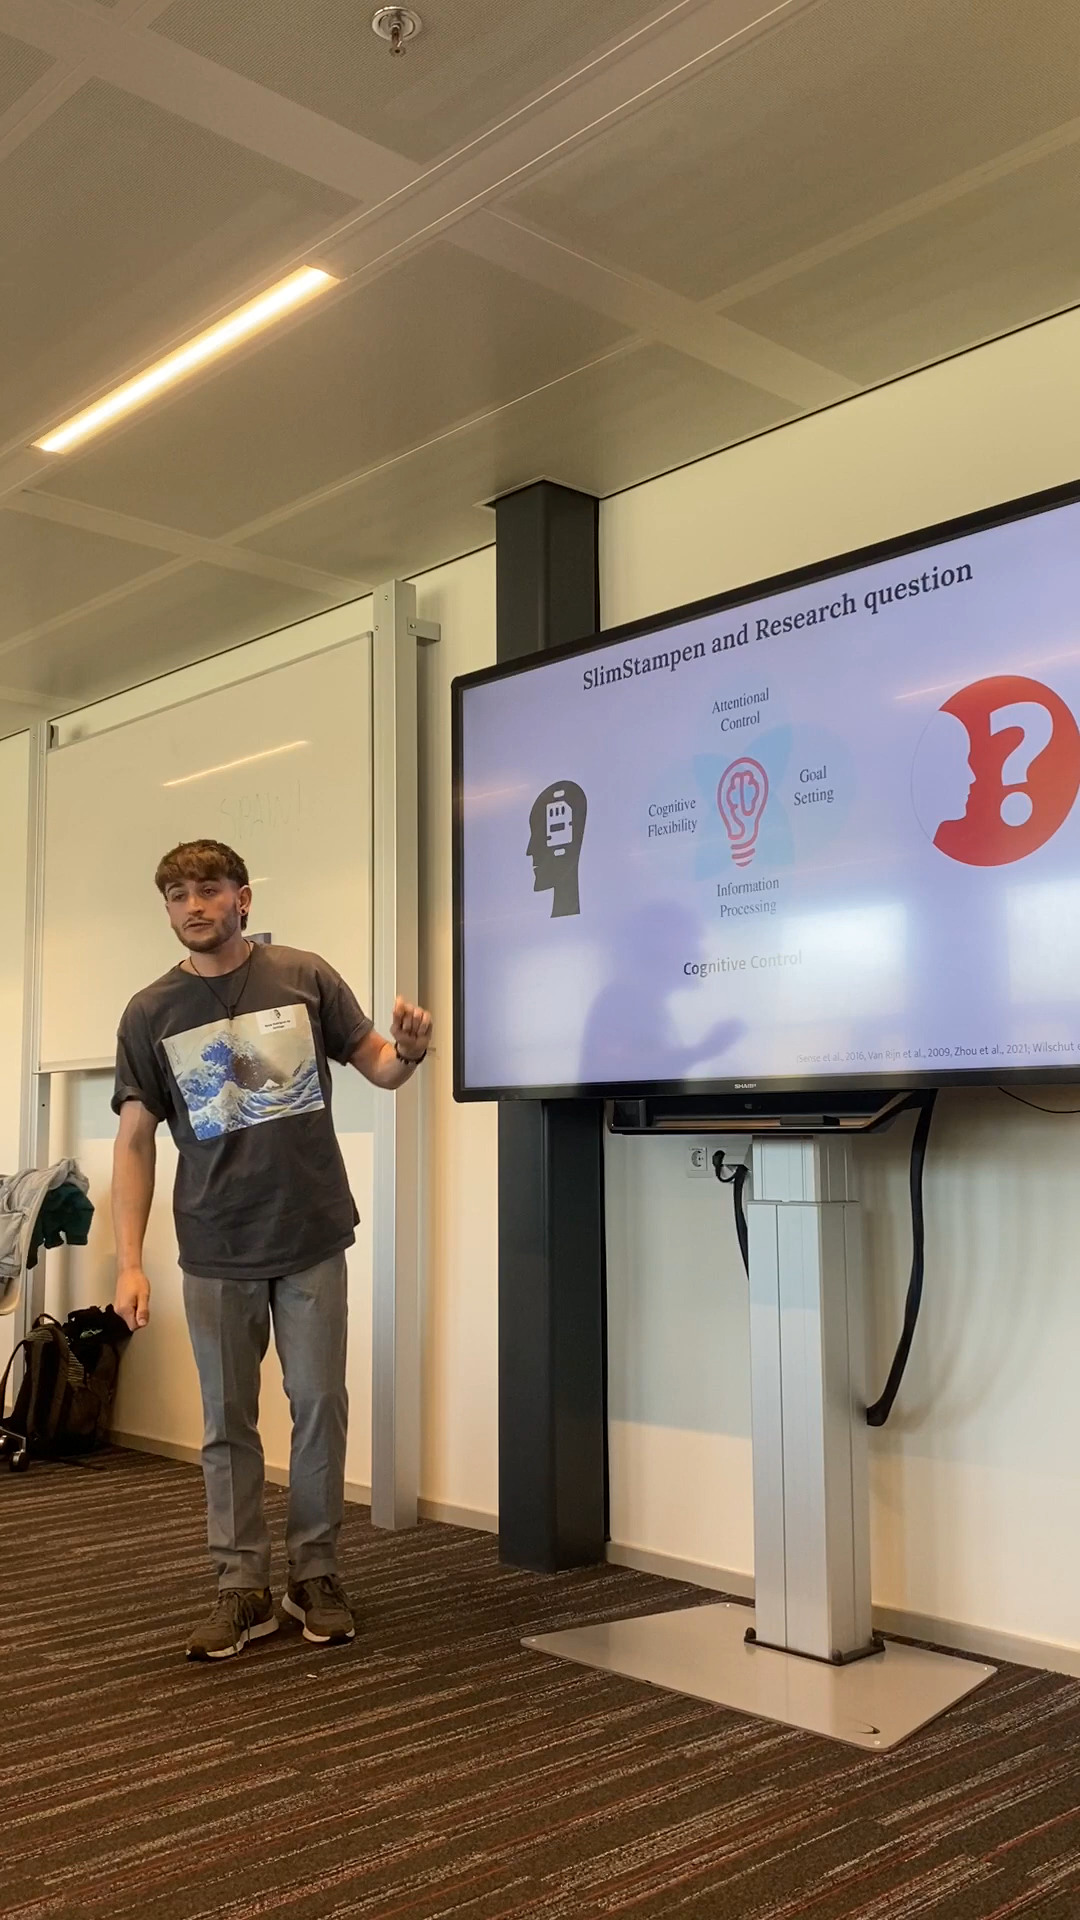 SlimStampen and Research question
Attentional
Control
Goal
Setting
Cognitive
Flexibility
Information
Processing
Cognitive Control
(Sense et al., 2016, Van Rijn et al., 2009, Zhou et al., 2021; Wilschut
SHARP
SPAIN